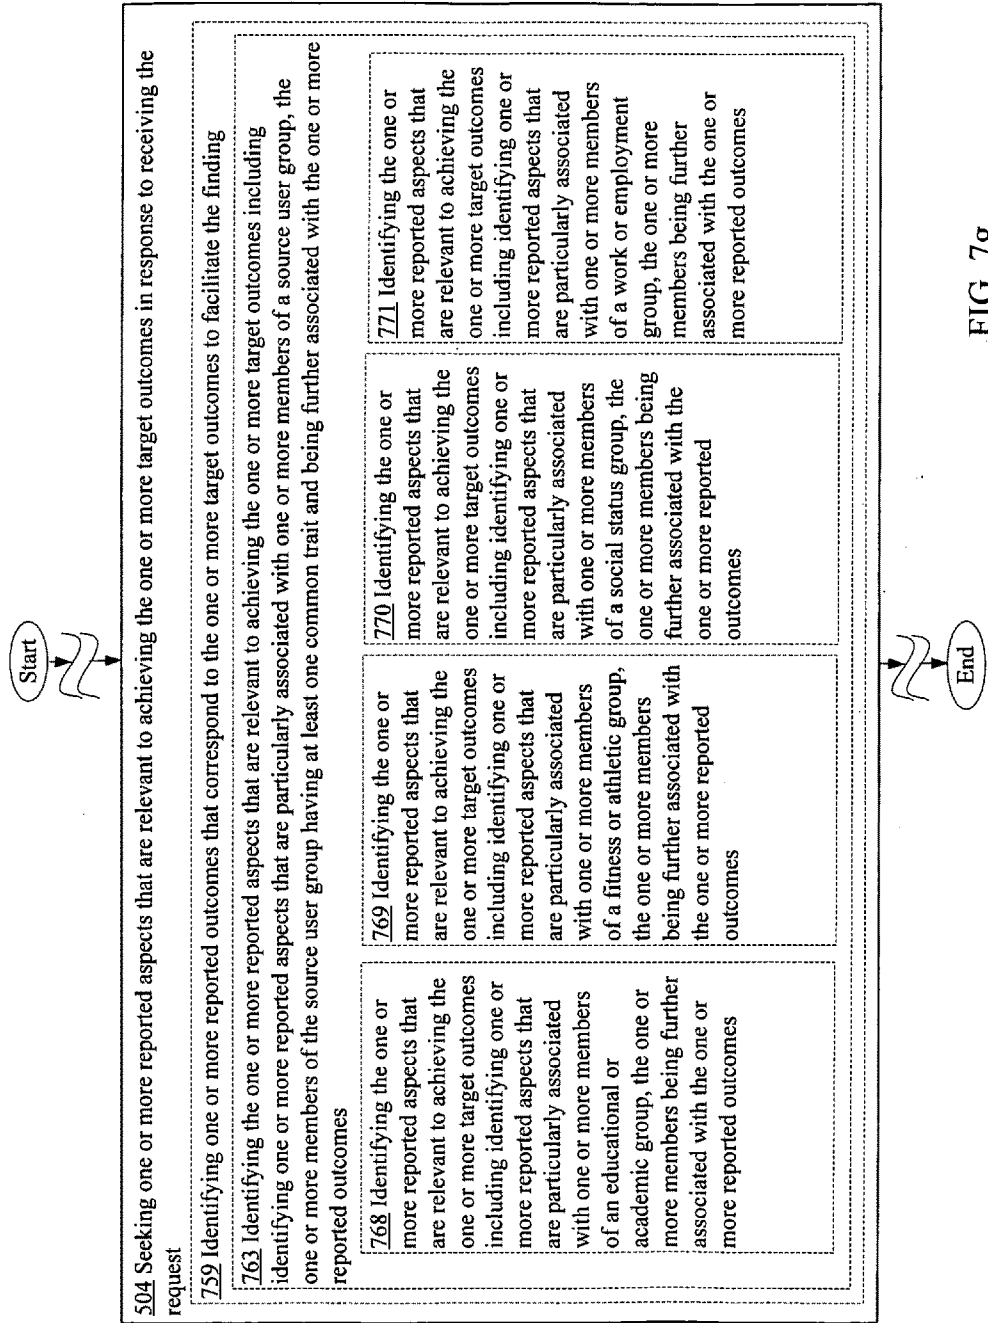 Start
504 Seeking one or more reported aspects that are relevant to achieving the one or more target outcomes in response to receiving the
request
759 Identifying one or more reported outcomes that correspond to the one or more target outcomes to facilitate the finding
763 Identifying the one or more reported aspects that are relevant to achieving the one or more target outcomes including
identifying one or more reported aspects that are particularly associated with one or more members of a source user group, the
one or more members of the source user group having at least one common trait and being further associated with the one or more
reported outcomes
768 Identifying the one or
more reported aspects that
are relevant to achieving the
one or more target outcomes
including identifying one or
more reported aspects that
are particularly associated
with one or more members
of an educational or
academic group, the one or
more members being further
associated with the one or
more reported outcomes
769 Identifying the one or
more reported aspects that
are relevant to achieving the
one or more target outcomes
including identifying one or
more reported aspects that
are particularly associated
with one or more members
of a fitness or athletic group,
the one or more members
being further associated with
the one or more reported
outcomes
770 Identifying the one or
more reported aspects that
are relevant to achieving the
one or more target outcomes
including identifying one or
more reported aspects that
are particularly associated
with one or more members
of a social status group, the
one or more members being
further associated with the
one or more reported
outcomes
771 Identifying the one or
more reported aspects that
are relevant to achieving the
one or more target outcomes
including identifying one or
more reported aspects that
are particularly associated
with one or more members
of a work or employment
group, the one or more
members being further
associated with the one or
more reported outcomes
End
FIG. 7g